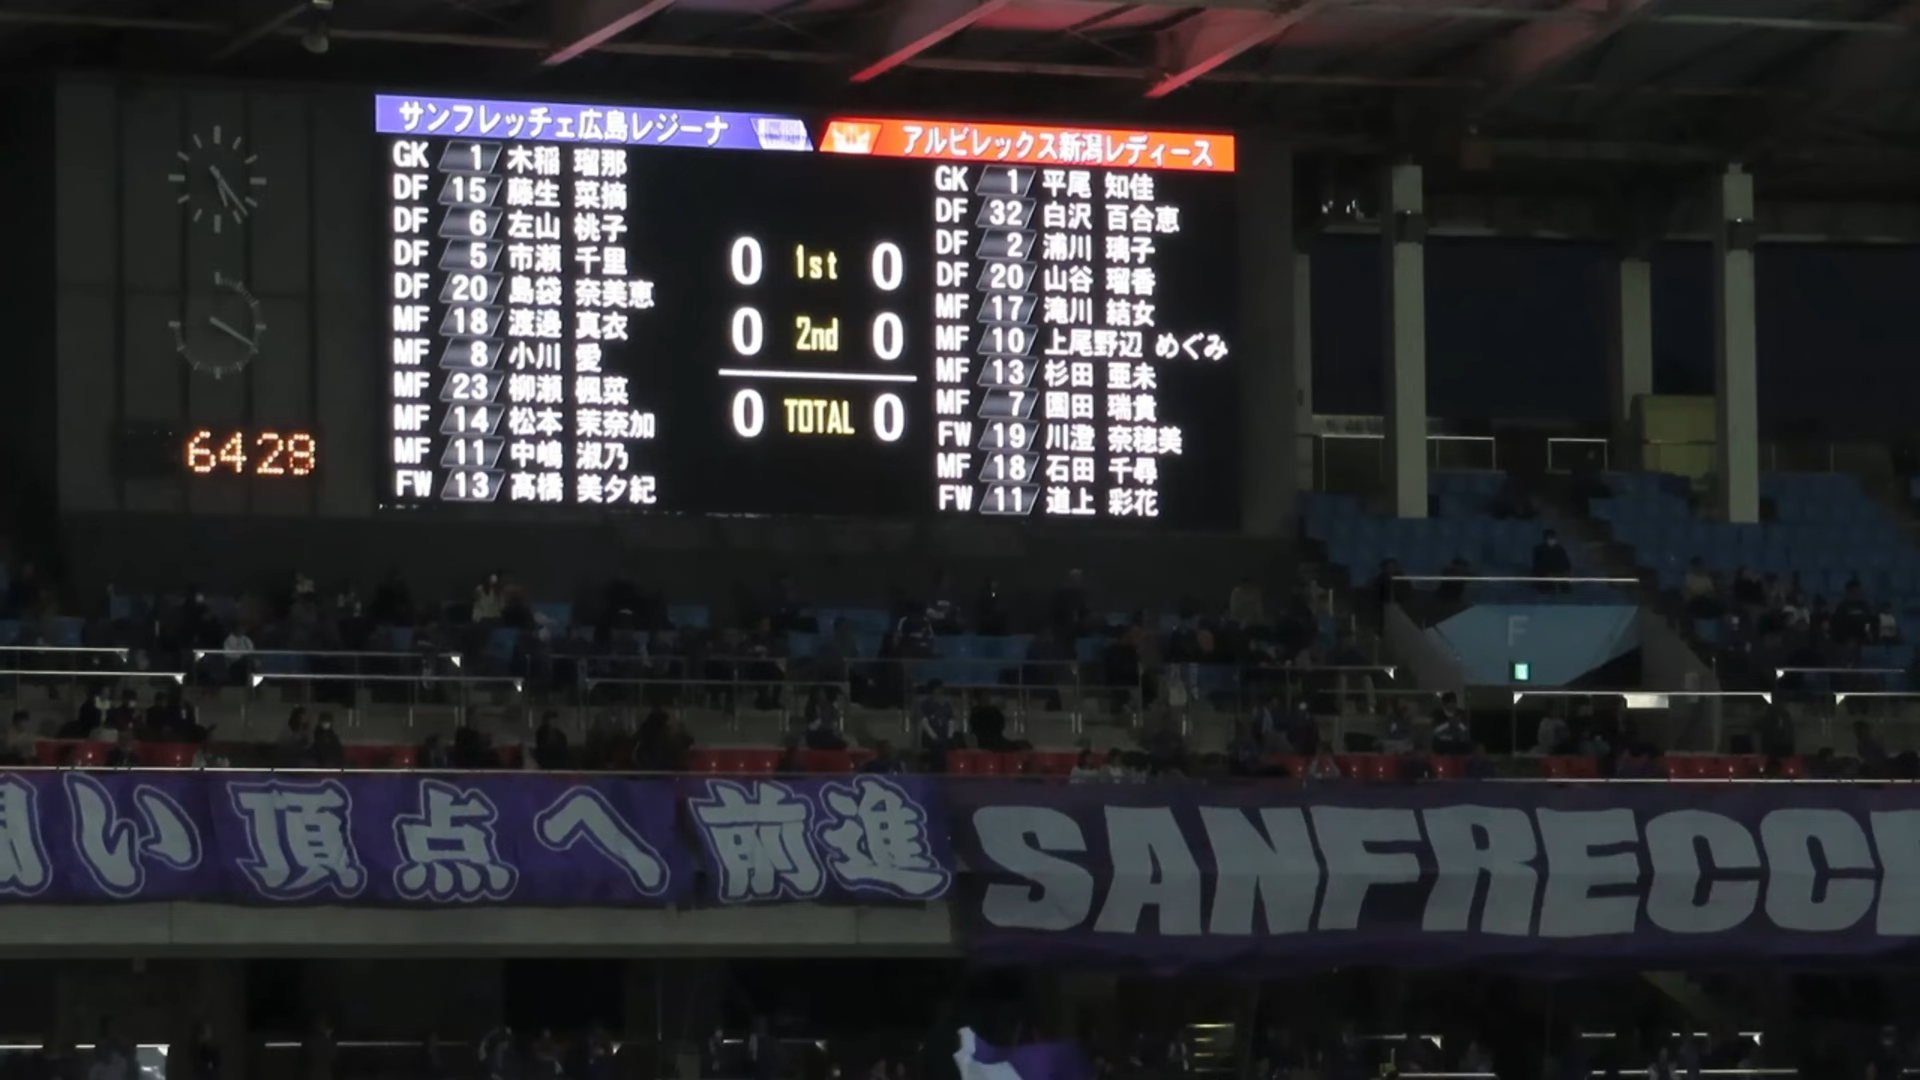 サンフレッチェ広島レジーナ
GK 1 木稲 瑠那
DF 15 藤生 菜摘
DF 6 左山 桃子
DF 5 市瀬 千里
DF 20 島袋 奈美恵
MF 18 渡邊 真衣
MF 8 小川 愛
MF 23 柳瀬 楓菜
MF 14 松本 茉奈加
MF 11 中嶋 淑乃
FW 13 髙橋 美夕紀
0 1st 0
0 2nd 0
0 TOTAL 0
アルビレックス新潟レディース
GK 1 平尾 知佳
DF 32 白沢 百合恵
DF 2 浦川 璃子
DF 20 山谷 瑠香
MF 17 滝川 結女
MF 10 上尾野辺 めぐみ
MF 13 杉田 亜未
MF 7 園田 瑞貴
FW 19 川澄 奈穂美
MF 18 石田 千尋
FW 11 道上 彩花
6428
F
い頂点へ前進
SANFRECC